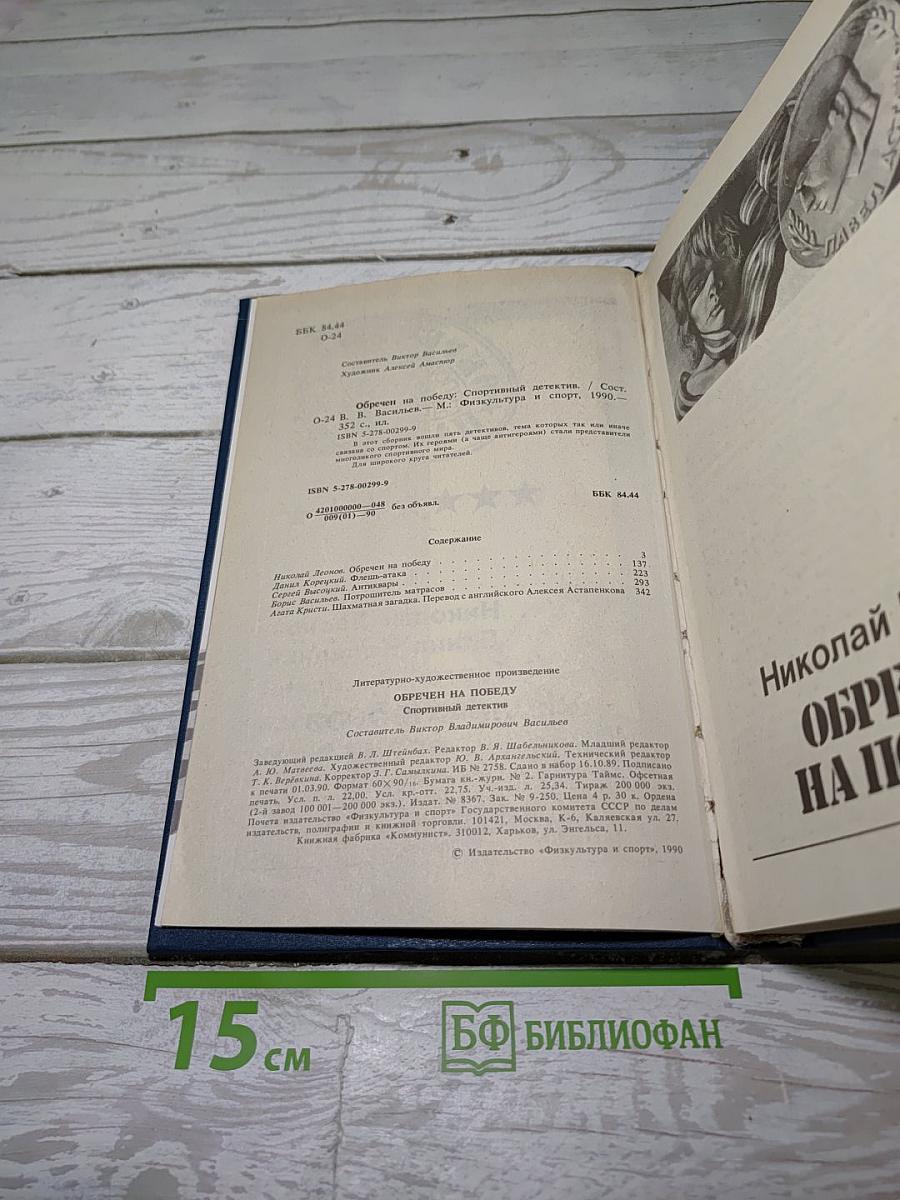 ББК 84.44
О-24
Составитель Виктор Васильев
Художник Алексей Амаспюр
Обречен на победу: Спортивный детектив. / Сост.
О-24 В. В. Васильев.— М.: Физкультура и спорт, 1990.—
352 с., ил.
ISBN 5-278-00299-9
В этот сборник вошли пять детективов, тема которых так или иначе
связана со спортом. Их героями (а чаще антигероями) стали представители
многоликого спортивного мира.
Для широкого круга читателей.
ISBN 5-278-00299-9
О 4201000000—048 без объявл. ББК 84.44
009(01)—90
Содержание
Николай Леонов. Обречен на победу . . . . . . . . . . . . 3
Данил Корецкий. Флешь-атака . . . . . . . . . . . . 137
Сергей Высоцкий. Антиквары . . . . . . . . . . . . 223
Борис Васильев. Потрошитель матрасов . . . . . . . . . . . . 293
Агата Кристи. Шахматная загадка. Перевод с английского Алексея Астапенкова 342
Литературно-художественное произведение
ОБРЕЧЕН НА ПОБЕДУ
Спортивный детектив
Составитель Виктор Владимирович Васильев
Заведующий редакцией В. Л. Штейнбах. Редактор В. Я. Шабельникова. Младший редактор
А. Ю. Матвеева. Художественный редактор Ю. В. Архангельский. Технический редактор
Т. К. Верёвкина. Корректор З. Г. Самылкина. ИБ № 2758. Сдано в набор 16.10.89. Подписано
к печати 01.03.90. Формат 60×90/16. Бумага кн.-журн. № 2. Гарнитура Таймс. Офсетная
печать. Усл. п. л. 22,00. Усл. кр.-отт. 22,75. Уч.-изд. л. 25,34. Тираж 200 000 экз.
(2-й завод 100 001—200 000 экз.). Издат. № 8367. Зак. № 9-250. Цена 4 р. 30 к. Ордена
Почета издательство «Физкультура и спорт» Государственного комитета СССР по делам
издательств, полиграфии и книжной торговли. 101421, Москва, К-6, Каляевская ул. 27.
Книжная фабрика «Коммунист», 310012, Харьков, ул. Энгельса, 11.
© Издательство «Физкультура и спорт», 1990
ПАВЕЛ
Николай
ОБРЕ
НА ПО
15 см
БФ БИБЛИОФАН